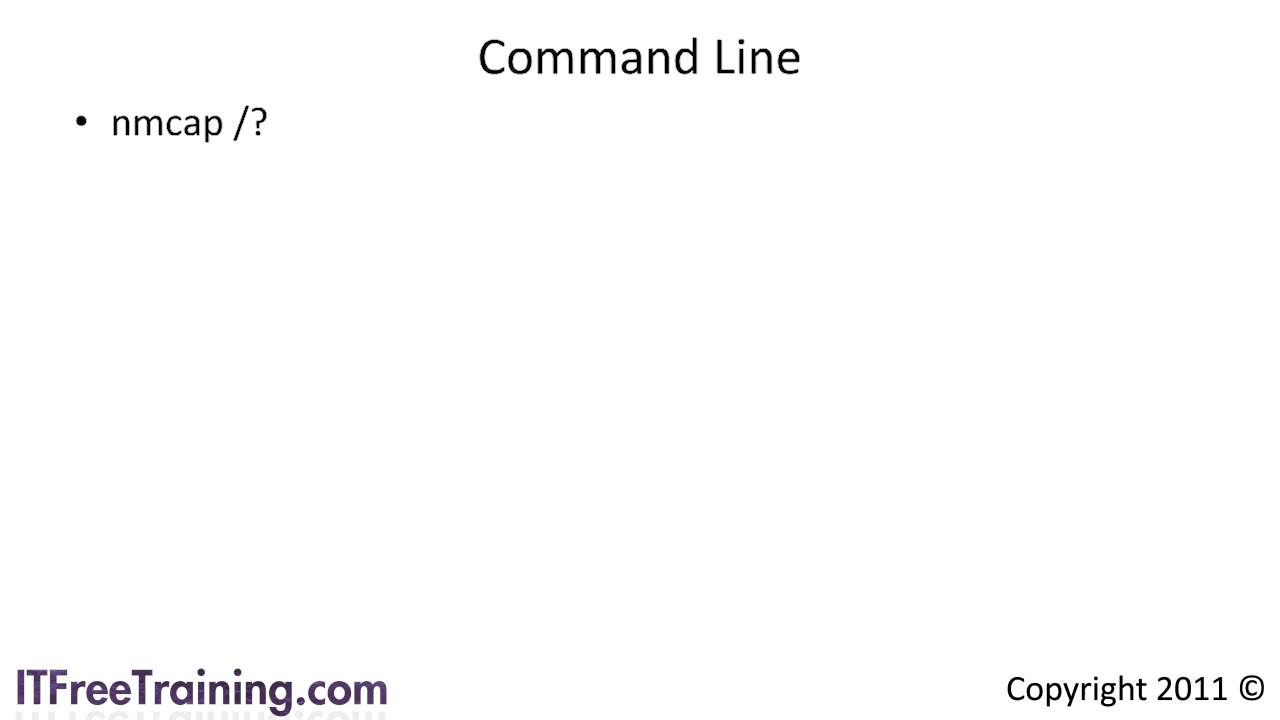 Command Line
• nmcap /?
ITFreeTraining.com
Copyright 2011 ©